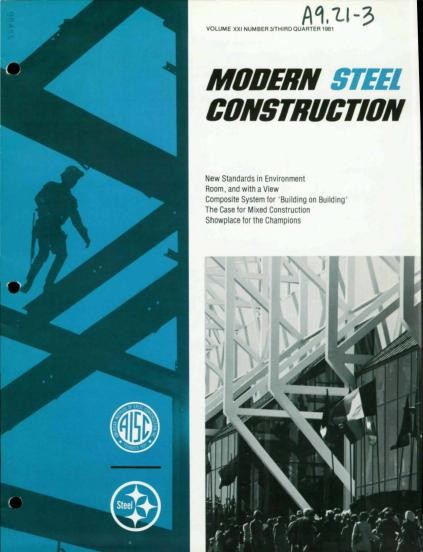 A9.21-3
VOLUME XXI NUMBER 3/THIRD QUARTER 1981
MODERN STEEL
CONSTRUCTION
New Standards in Environment
Room, and with a View
Composite System for 'Building on Building'
The Case for Mixed Construction
Showplace for the Champions
AISC
Steel